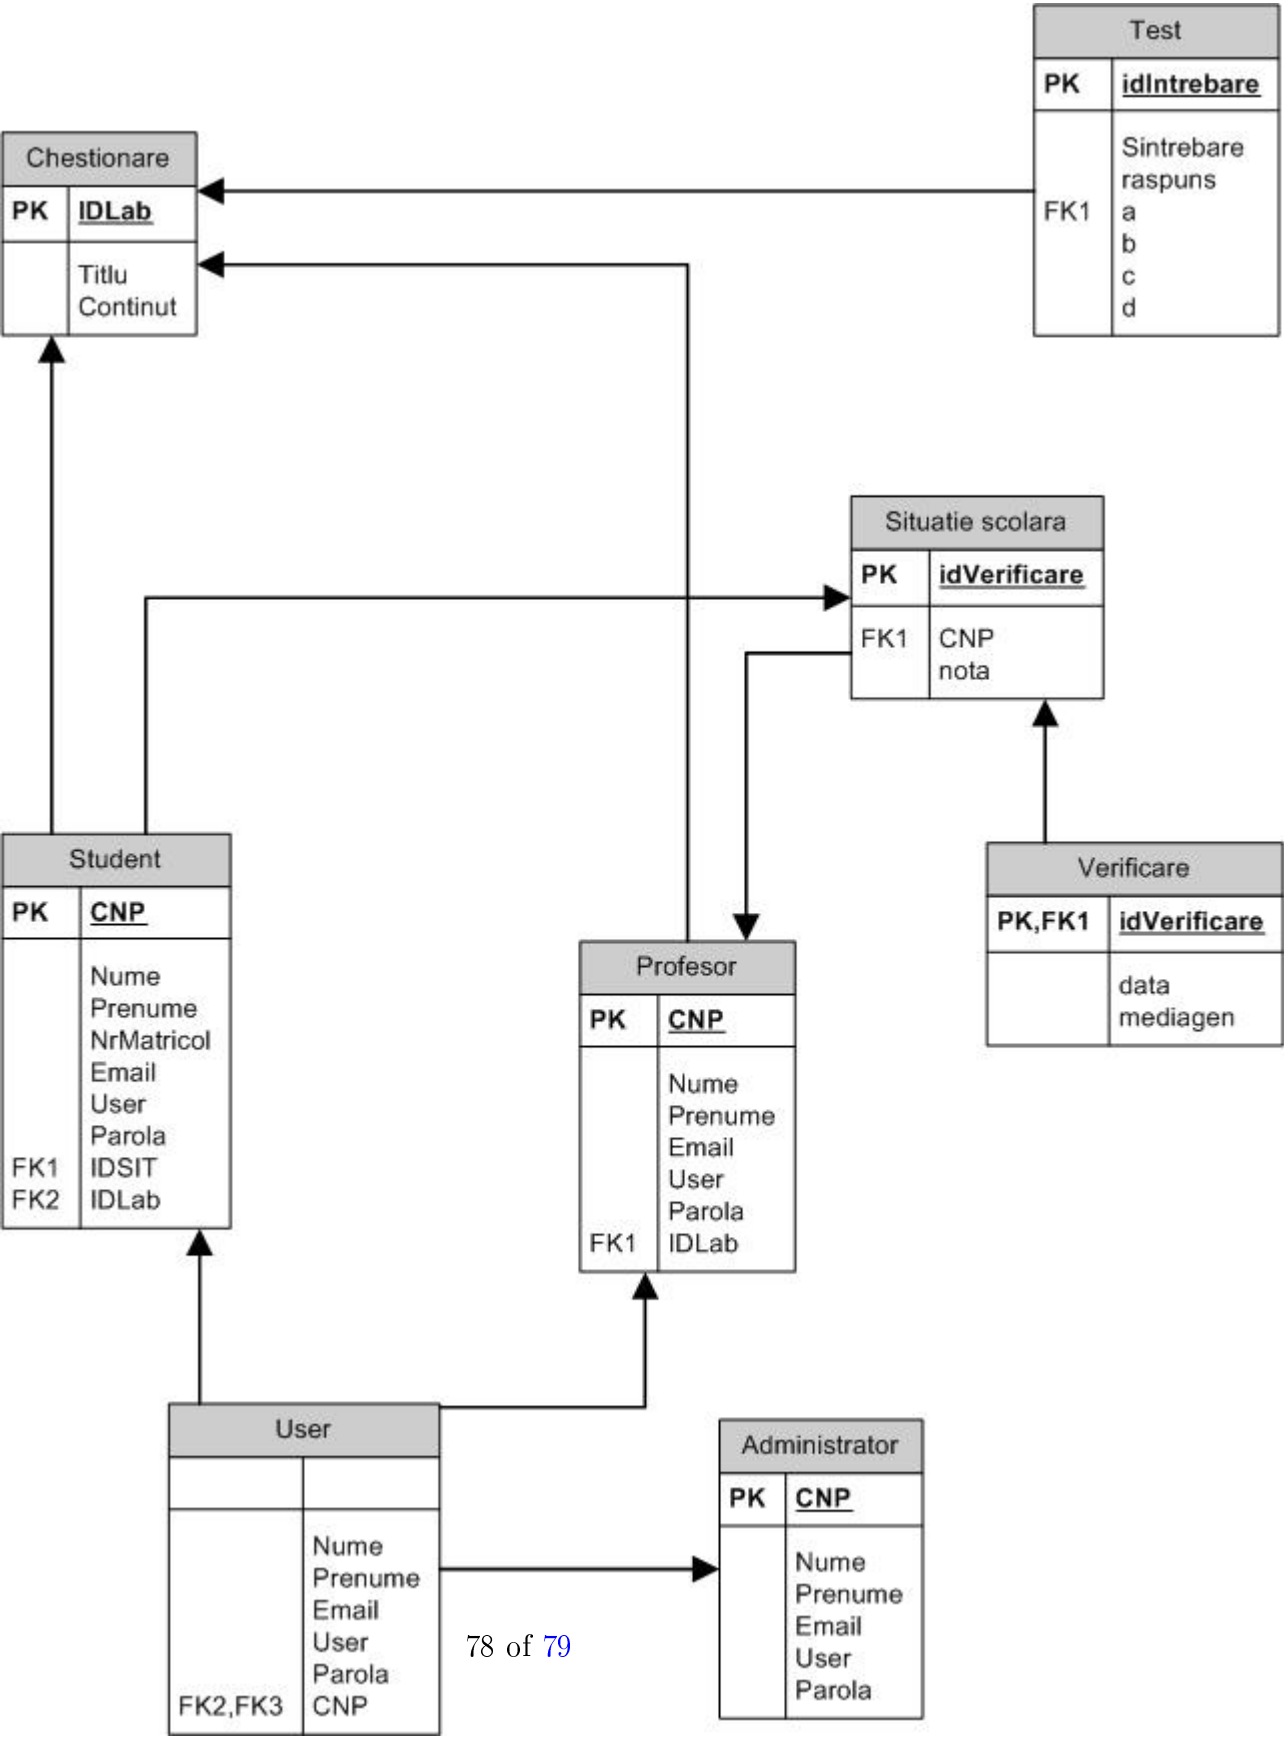 Test
PK idIntrebare
Sintrebare
raspuns
FK1 a
b
c
d
Chestionare
PK IDLab
Titlu
Continut
Situatie scolara
PK idVerificare
FK1 CNP
nota
Student
PK CNP
Nume
Prenume
NrMatricol
Email
User
Parola
FK1 IDSIT
FK2 IDLab
Verificare
PK,FK1 idVerificare
data
mediagen
Profesor
PK CNP
Nume
Prenume
Email
User
Parola
FK1 IDLab
User
Nume
Prenume
Email
User
Parola
FK2,FK3 CNP
Administrator
PK CNP
Nume
Prenume
Email
User
Parola
78 of 79